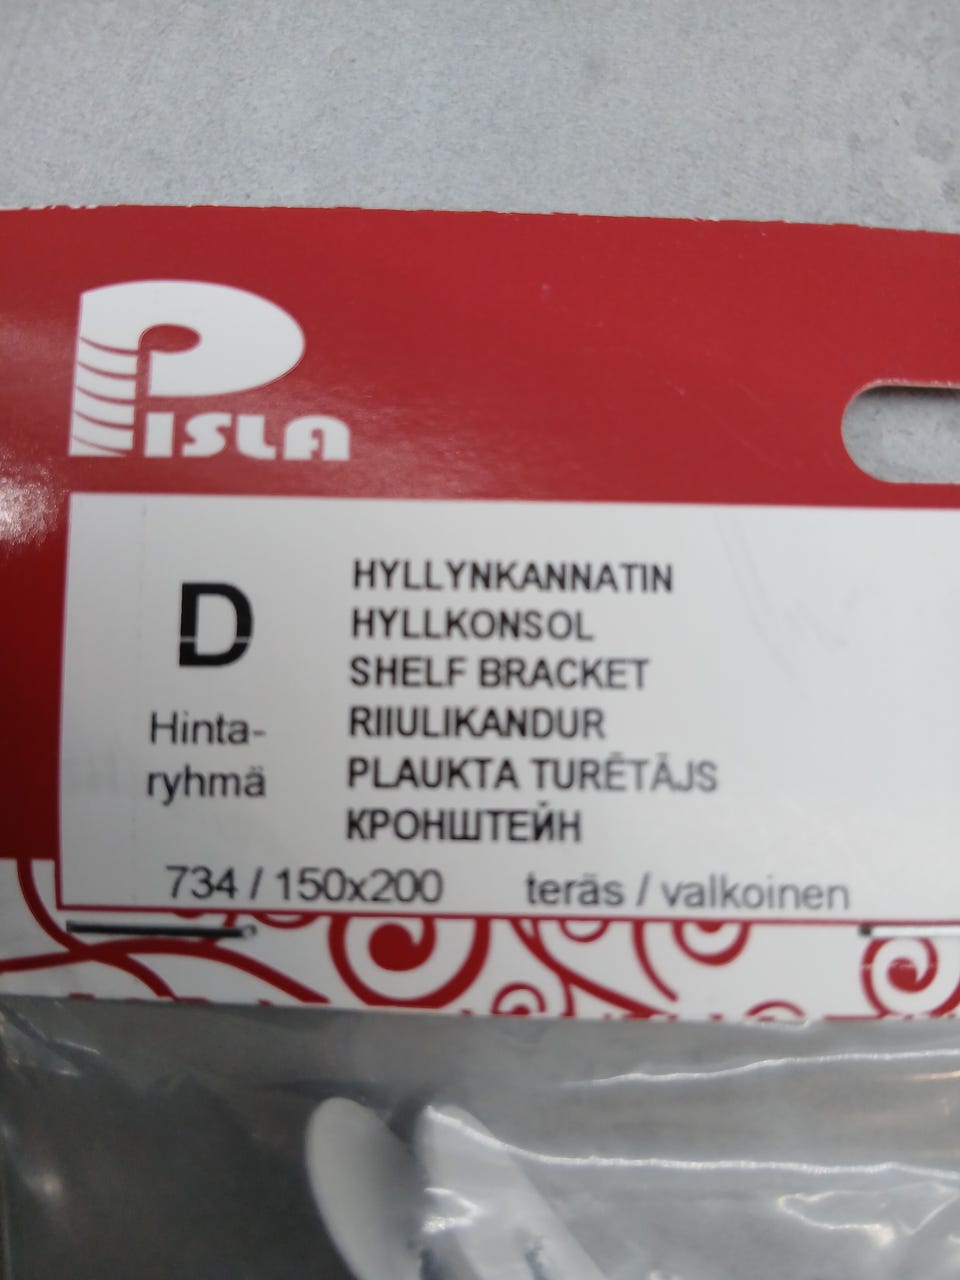 PISLA
D
Hinta-
ryhmä
HYLLYNKANNATIN
HYLLKONSOL
SHELF BRACKET
RIIULIKANDUR
PLAUKTA TURĒTĀJS
КРОНШТЕЙН
734 / 150x200 teräs / valkoinen